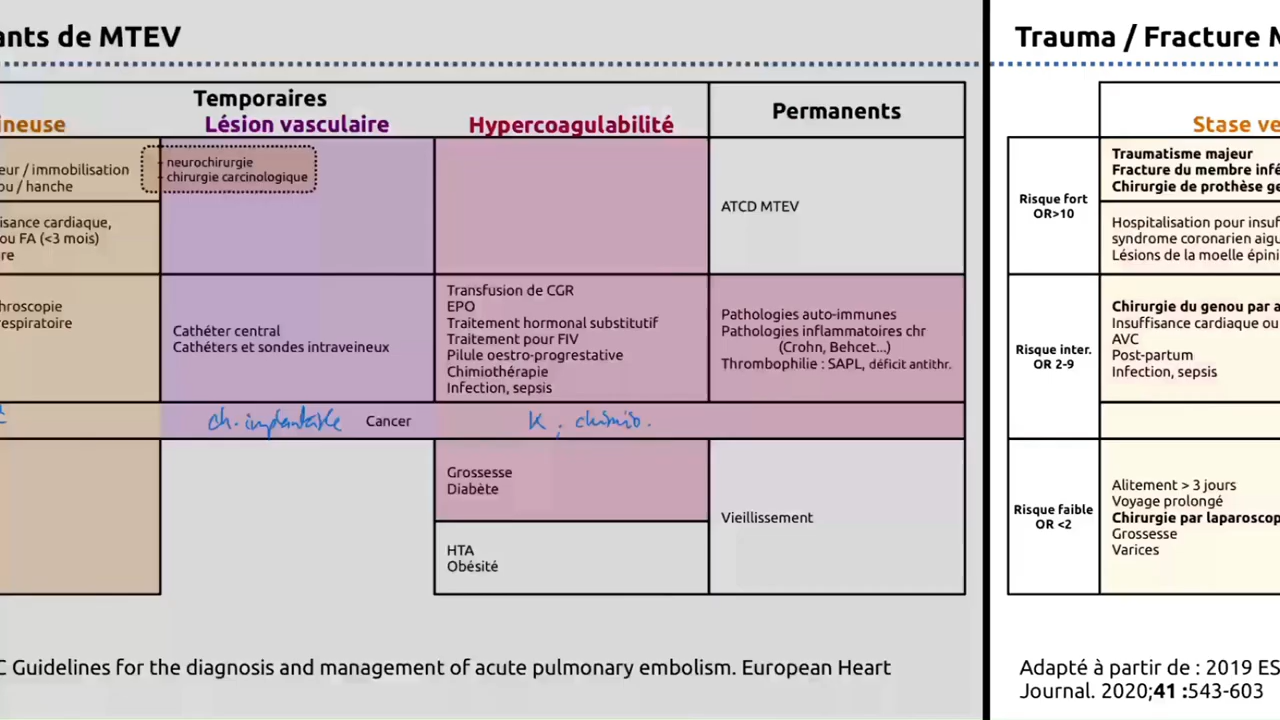 ants de MTEV
Temporaires
ineuse
Lésion vasculaire
Hypercoagulabilité
Permanents
eur / immobilisation
ou / hanche
- neurochirurgie
- chirurgie carcinologique
isance cardiaque,
ou FA (<3 mois)
re
ATCD MTEV
hroscopie
respiratoire
Cathéter central
Cathéters et sondes intraveineux
Transfusion de CGR
EPO
Traitement hormonal substitutif
Traitement pour FIV
Pilule oestro-progrestative
Chimiothérapie
Infection, sepsis
Pathologies auto-immunes
Pathologies inflammatoires chr
(Crohn, Behcet...)
Thrombophilie : SAPL, déficit antithr.
ch. implantable
Cancer
K ; chimio.
Grossesse
Diabète
HTA
Obésité
Vieillissement
C Guidelines for the diagnosis and management of acute pulmonary embolism. European Heart
Trauma / Fracture M
Stase ve
Risque fort
OR>10
Traumatisme majeur
Fracture du membre infé
Chirurgie de prothèse ge
Hospitalisation pour insuf
syndrome coronarien aigu
Lésions de la moelle épini
Risque inter.
OR 2-9
Chirurgie du genou par a
Insuffisance cardiaque ou
AVC
Post-partum
Infection, sepsis
Risque faible
OR <2
Alitement > 3 jours
Voyage prolongé
Chirurgie par laparoscop
Grossesse
Varices
Adapté à partir de : 2019 ES
Journal. 2020;41 :543-603